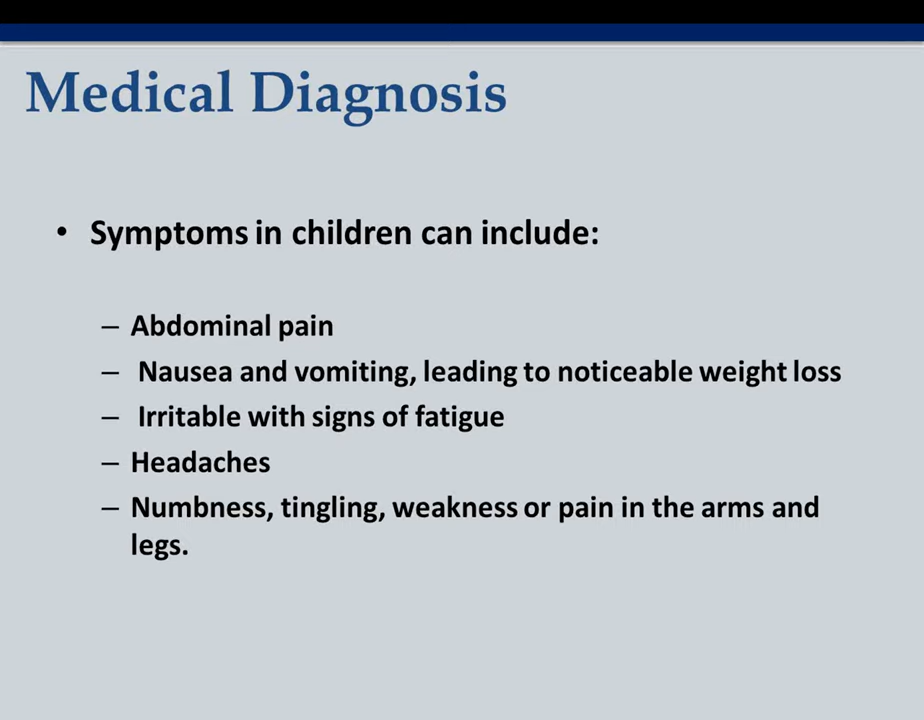 Medical Diagnosis
• Symptoms in children can include:
– Abdominal pain
– Nausea and vomiting, leading to noticeable weight loss
– Irritable with signs of fatigue
– Headaches
– Numbness, tingling, weakness or pain in the arms and
legs.